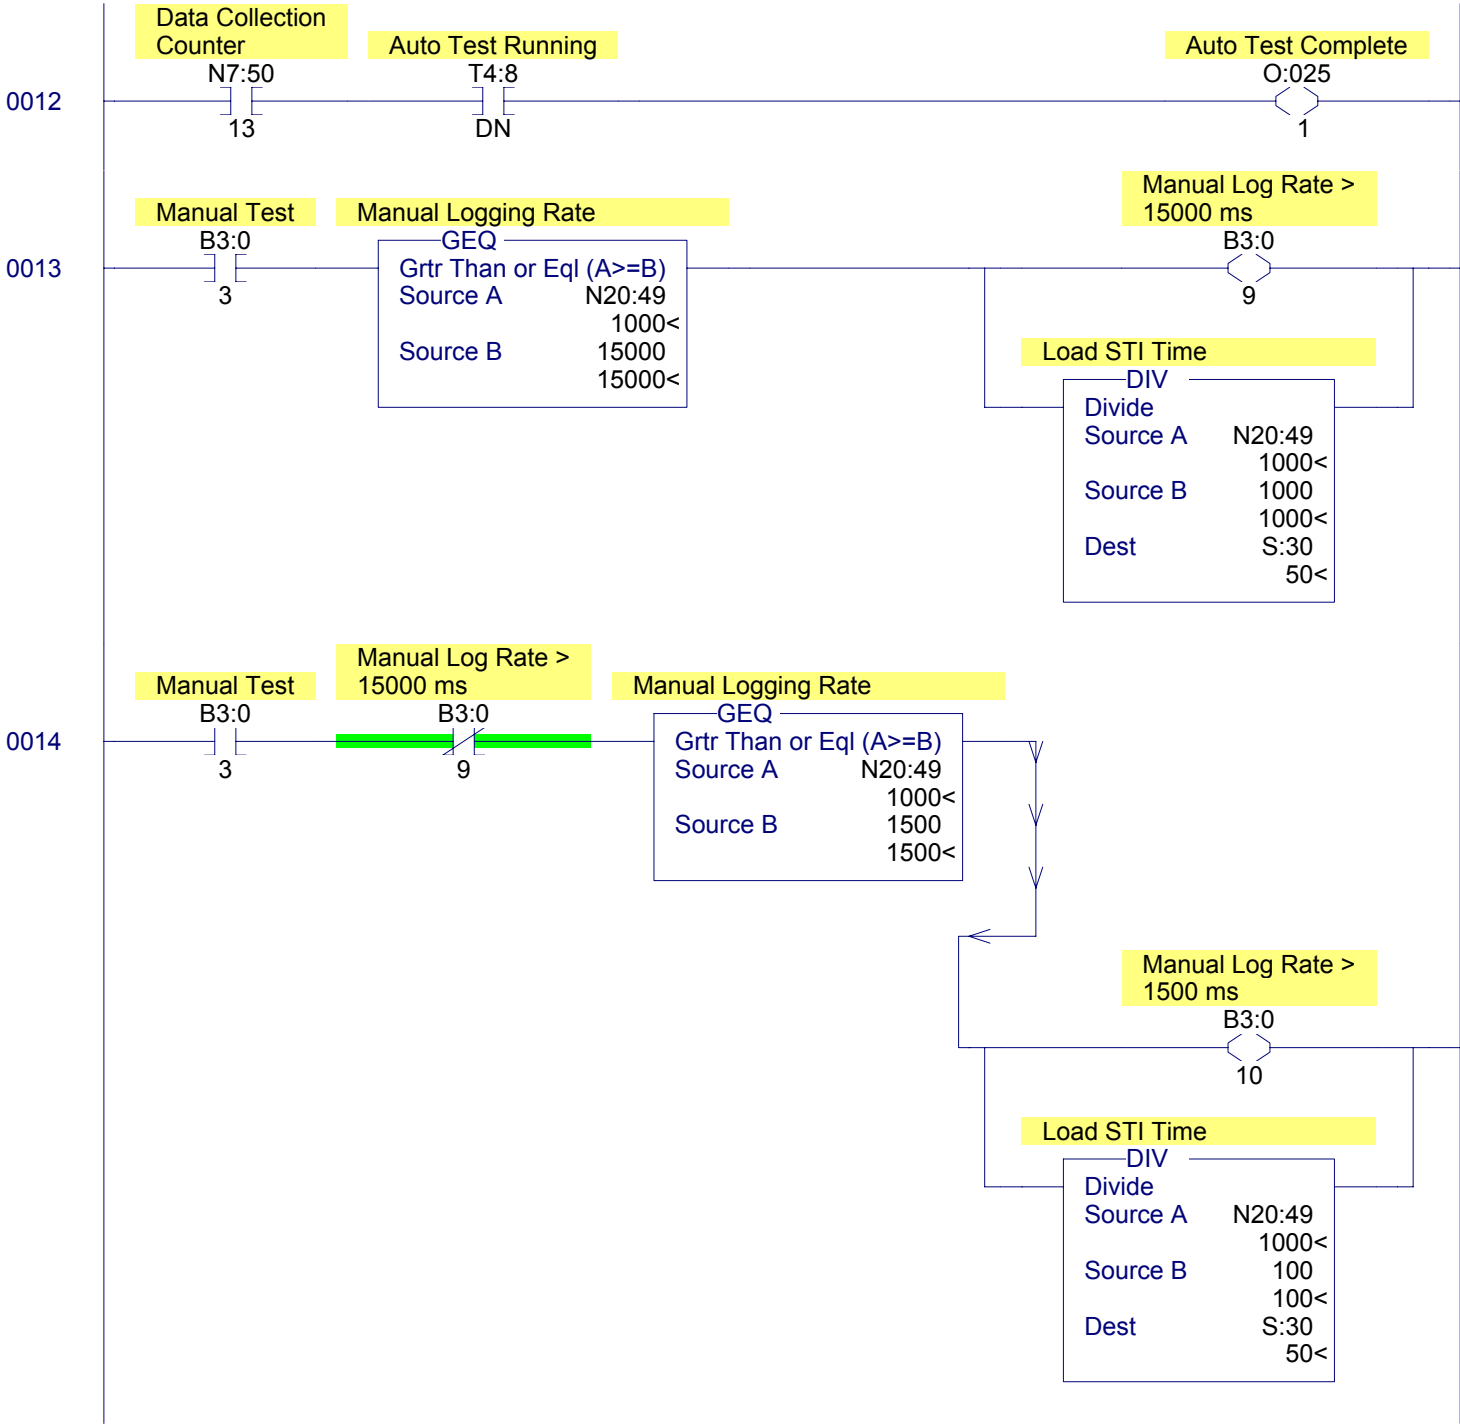 Data Collection
Counter
Auto Test Running
Auto Test Complete
N7:50
T4:8
O:025
0012
13
DN
1
Manual Log Rate >
15000 ms
Manual Test
Manual Logging Rate
B3:0
GEQ
B3:0
0013
Grtr Than or Eql (A>=B)
3
Source A N20:49
1000<
9
Source B 15000
15000<
Load STI Time
DIV
Divide
Source A N20:49
1000<
Source B 1000
1000<
Dest S:30
50<
Manual Log Rate >
15000 ms
Manual Test
Manual Logging Rate
B3:0
B3:0
GEQ
0014
Grtr Than or Eql (A>=B)
3
9
Source A N20:49
1000<
Source B 1500
1500<
Manual Log Rate >
1500 ms
B3:0
10
Load STI Time
DIV
Divide
Source A N20:49
1000<
Source B 100
100<
Dest S:30
50<